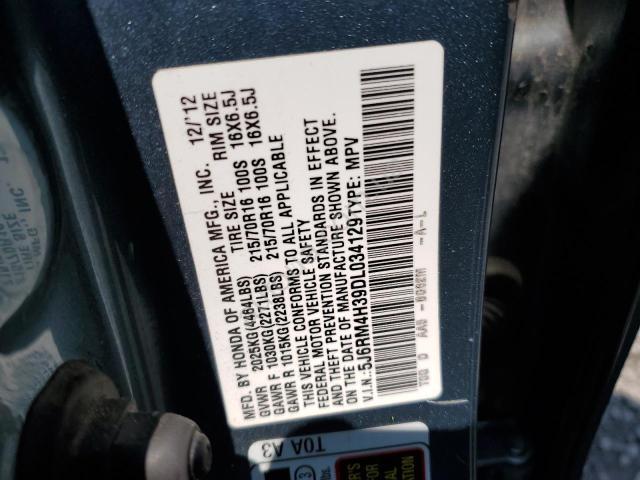 MFD. BY HONDA OF AMERICA MFG., INC. 12/'12
GVWR 2025KG(4464LBS) TIRE SIZE RIM SIZE
GAWR F 1030KG(2271LBS) 215/70R16 100S 16X6.5J
GAWR R 1015KG(2238LBS) 215/70R16 100S 16X6.5J
THIS VEHICLE CONFORMS TO ALL APPLICABLE
FEDERAL MOTOR VEHICLE SAFETY
AND THEFT PREVENTION STANDARDS IN EFFECT
ON THE DATE OF MANUFACTURE SHOWN ABOVE.
V.I.N.: 5J6RM4H39DL034129 TYPE: MPV
-A-L
T0A A3